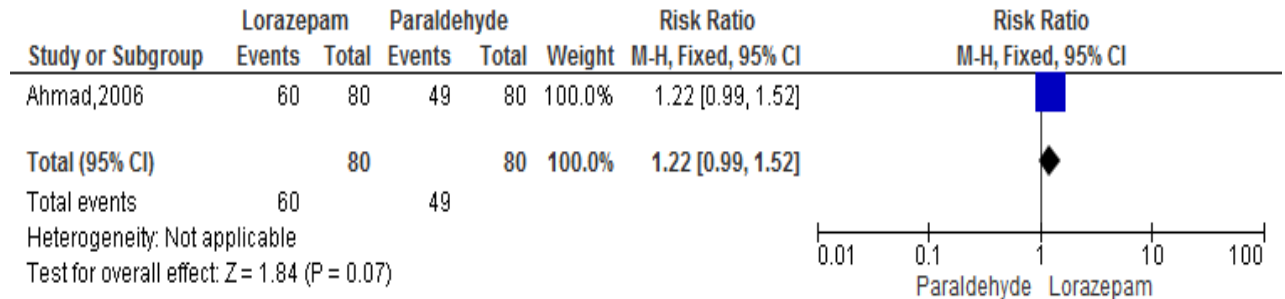 Lorazepam Paraldehyde Risk Ratio Risk Ratio
Study or Subgroup Events Total Events Total Weight M-H, Fixed, 95% CI M-H, Fixed, 95% CI
Ahmad,2006 60 80 49 80 100.0% 1.22 [0.99, 1.52]
Total (95% CI) 80 80 100.0% 1.22 [0.99, 1.52]
Total events 60 49
Heterogeneity: Not applicable
Test for overall effect: Z = 1.84 (P = 0.07)
0.01 0.1 1 10 100
Paraldehyde Lorazepam